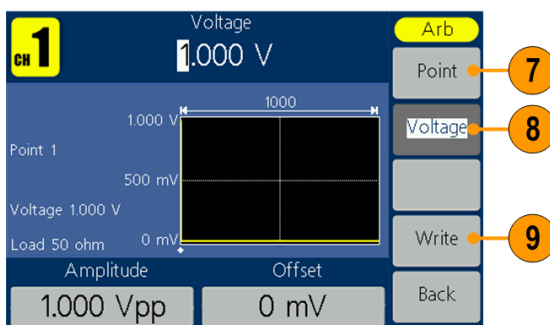 CH 1
Voltage
1.000 V
Arb
Point
7
Voltage
8
Write
9
Back
1000
1.000 V
500 mV
0 mV
Point 1
Voltage 1.000 V
Load 50 ohm
Amplitude
1.000 Vpp
Offset
0 mV